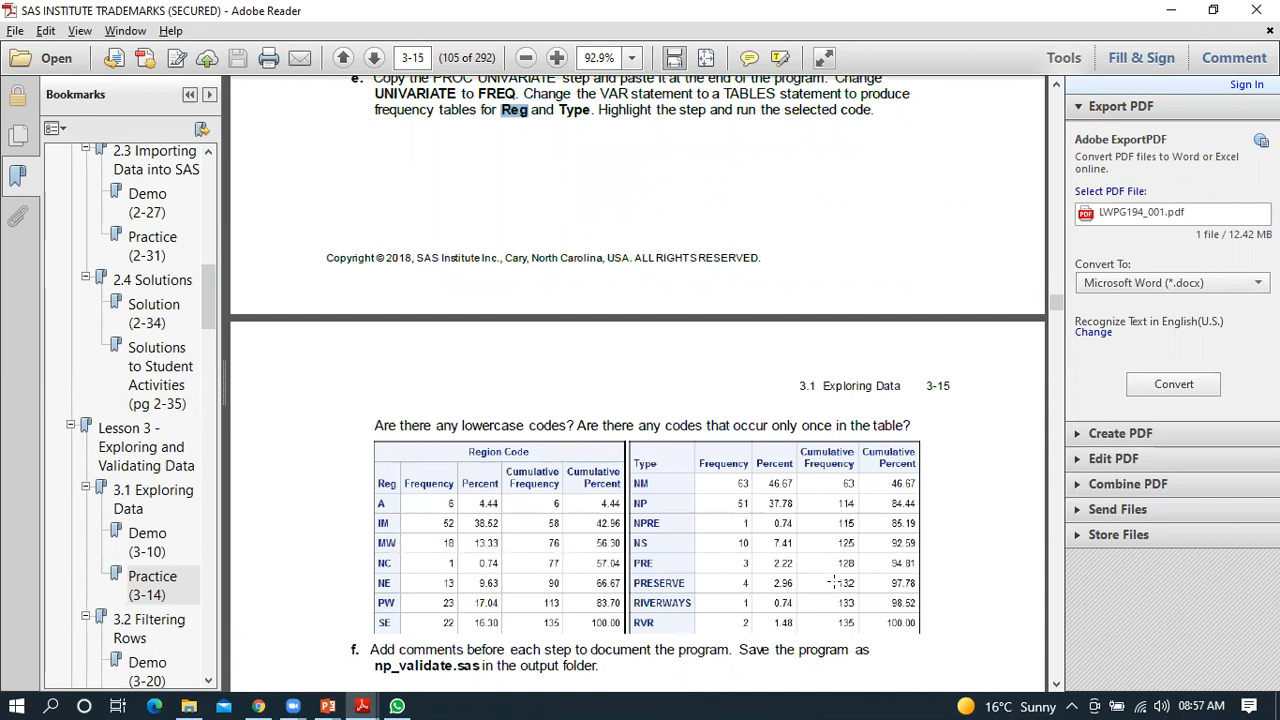 SAS INSTITUTE TRADEMARKS (SECURED) - Adobe Reader
File Edit View Window Help
Open 3-15 (105 of 292) 92.9% Tools Fill & Sign Comment
Bookmarks
2.3 Importing
Data into SAS
Demo
(2-27)
Practice
(2-31)
2.4 Solutions
Solution
(2-34)
Solutions
to Student
Activities
(pg 2-35)
Lesson 3 -
Exploring and
Validating Data
3.1 Exploring
Data
Demo
(3-10)
Practice
(3-14)
3.2 Filtering
Rows
Demo
(3-20)
e. Copy the PROC UNIVARIATE step and paste it at the end of the program. Change
UNIVARIATE to FREQ. Change the VAR statement to a TABLES statement to produce
frequency tables for Reg and Type. Highlight the step and run the selected code.
Copyright © 2018, SAS Institute Inc., Cary, North Carolina, USA. ALL RIGHTS RESERVED.
3.1 Exploring Data 3-15
Are there any lowercase codes? Are there any codes that occur only once in the table?
Region Code
Reg Frequency Percent Cumulative Frequency Cumulative Percent
A 6 4.44 6 4.44
IM 52 38.52 58 42.96
MW 18 13.33 76 56.30
NC 1 0.74 77 57.04
NE 13 9.63 90 66.67
PW 23 17.04 113 83.70
SE 22 16.30 135 100.00
Type Frequency Percent Cumulative Frequency Cumulative Percent
NM 63 46.67 63 46.67
NP 51 37.78 114 84.44
NPRE 1 0.74 115 85.19
NS 10 7.41 125 92.59
PRE 3 2.22 128 94.81
PRESERVE 4 2.96 132 97.78
RIVERWAYS 1 0.74 133 98.52
RVR 2 1.48 135 100.00
f. Add comments before each step to document the program. Save the program as
np_validate.sas in the output folder.
Sign In
Export PDF
Adobe ExportPDF
Convert PDF files to Word or Excel
online.
Select PDF File:
LWPG194_001.pdf
1 file / 12.42 MB
Convert To:
Microsoft Word (*.docx)
Recognize Text in English(U.S.)
Change
Convert
Create PDF
Edit PDF
Combine PDF
Send Files
Store Files
16°C Sunny 08:57 AM